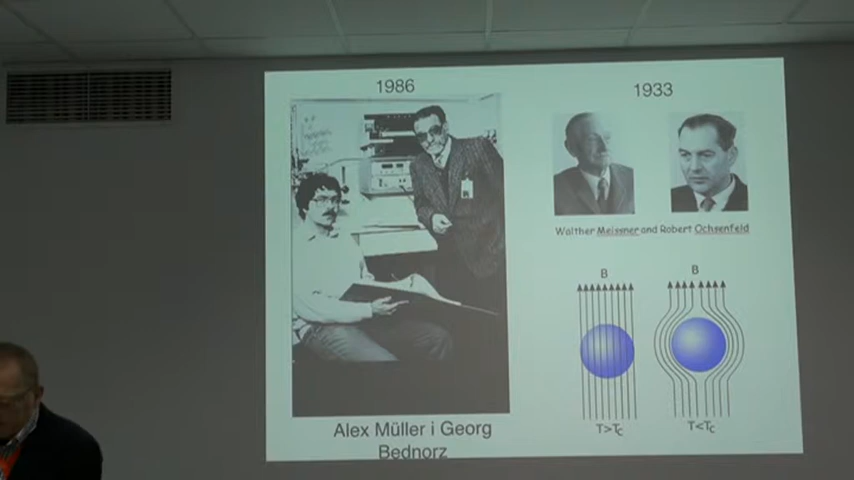 1986
Alex Müller i Georg
Bednorz
1933
Walther Meissner and Robert Ochsenfeld
B
B
T>Tc
T<Tc